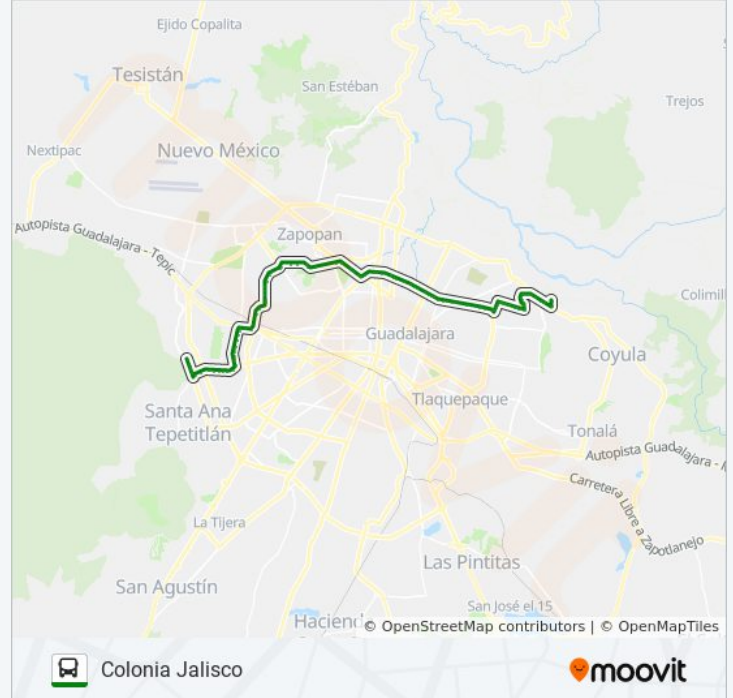 Ejido Copalita
Tesistán
San Estéban
Trejos
Nextipac
Nuevo México
Autopista Guadalajara - Tepic
Zapopan
Colimil
Guadalajara
Coyula
Tlaquepaque
Santa Ana
Tepetitlán
Tonalá
Autopista Guadalajara -
Carretera Libre a Zapotlanejo
La Tijera
Las Pintitas
San Agustín
San José el 15
Haciend
© OpenStreetMap contributors | © OpenMapTiles
Colonia Jalisco
moovit